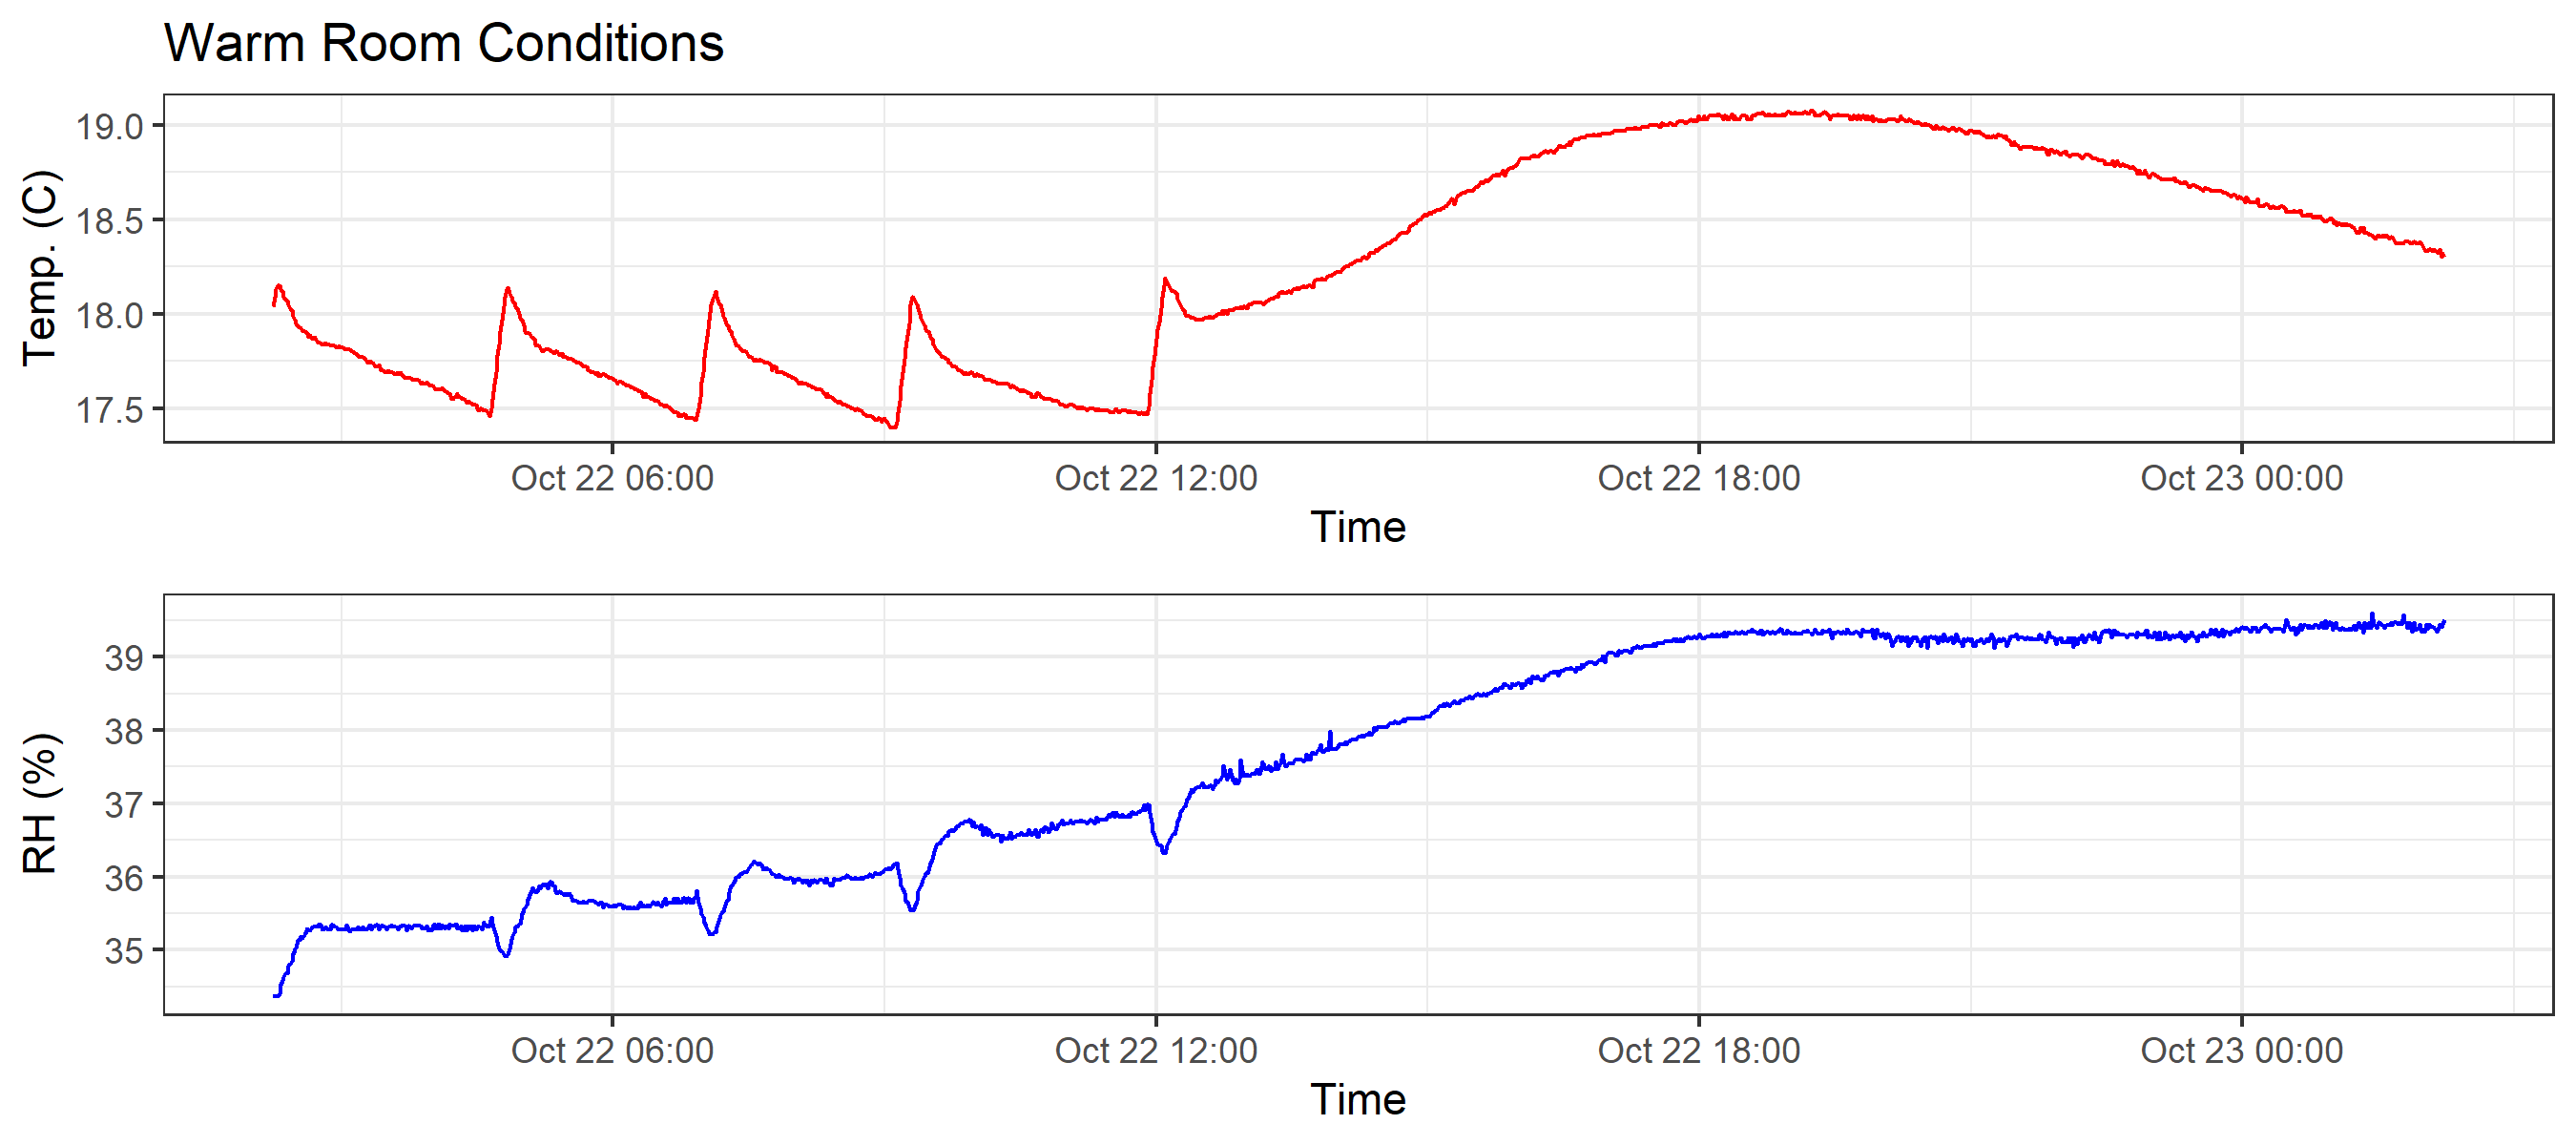 Warm Room Conditions
Temp. (C)
19.0
18.5
18.0
17.5
Oct 22 06:00 Oct 22 12:00 Oct 22 18:00 Oct 23 00:00
Time
RH (%)
39
38
37
36
35
Oct 22 06:00 Oct 22 12:00 Oct 22 18:00 Oct 23 00:00
Time